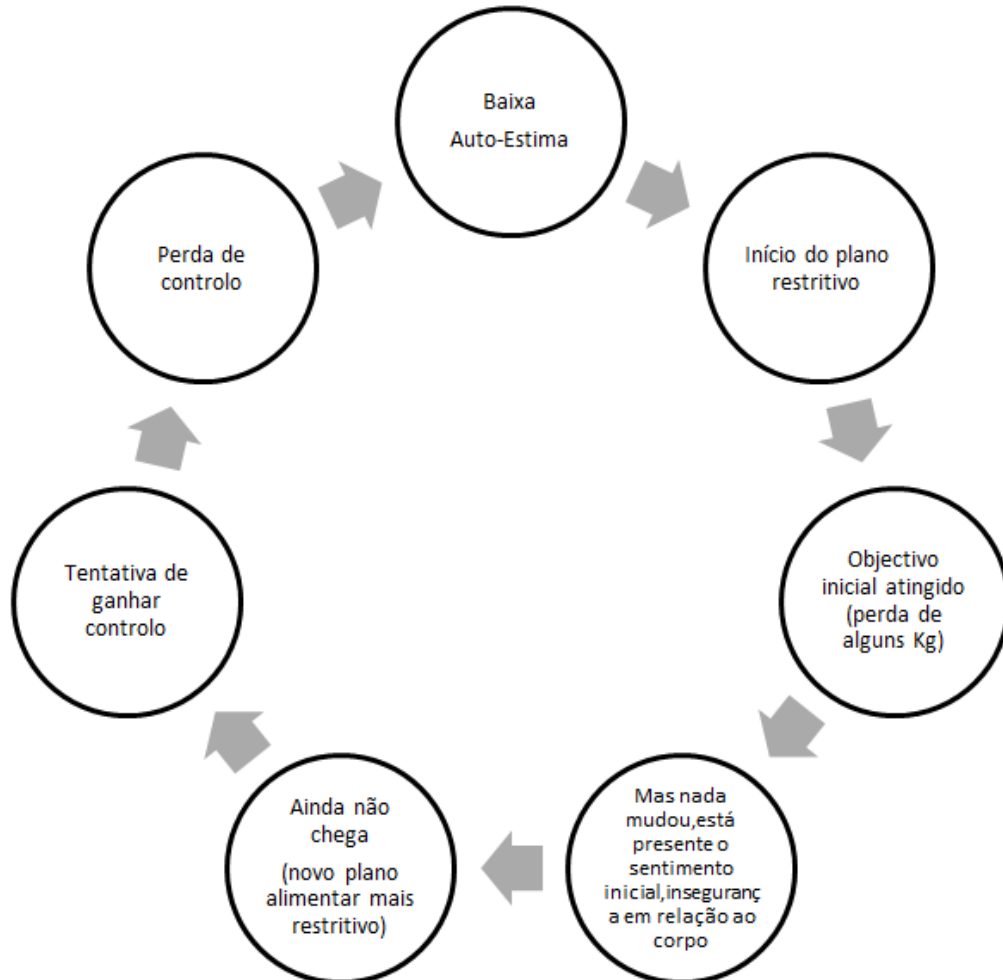 Baixa
Auto-Estima
Início do plano
restritivo
Objectivo
inicial atingido
(perda de
alguns Kg)
Mas nada
mudou,está
presente o
sentimento
inicial,inseguranç
a em relação ao
corpo
Ainda não
chega
(novo plano
alimentar mais
restritivo)
Tentativa de
ganhar
controlo
Perda de
controlo